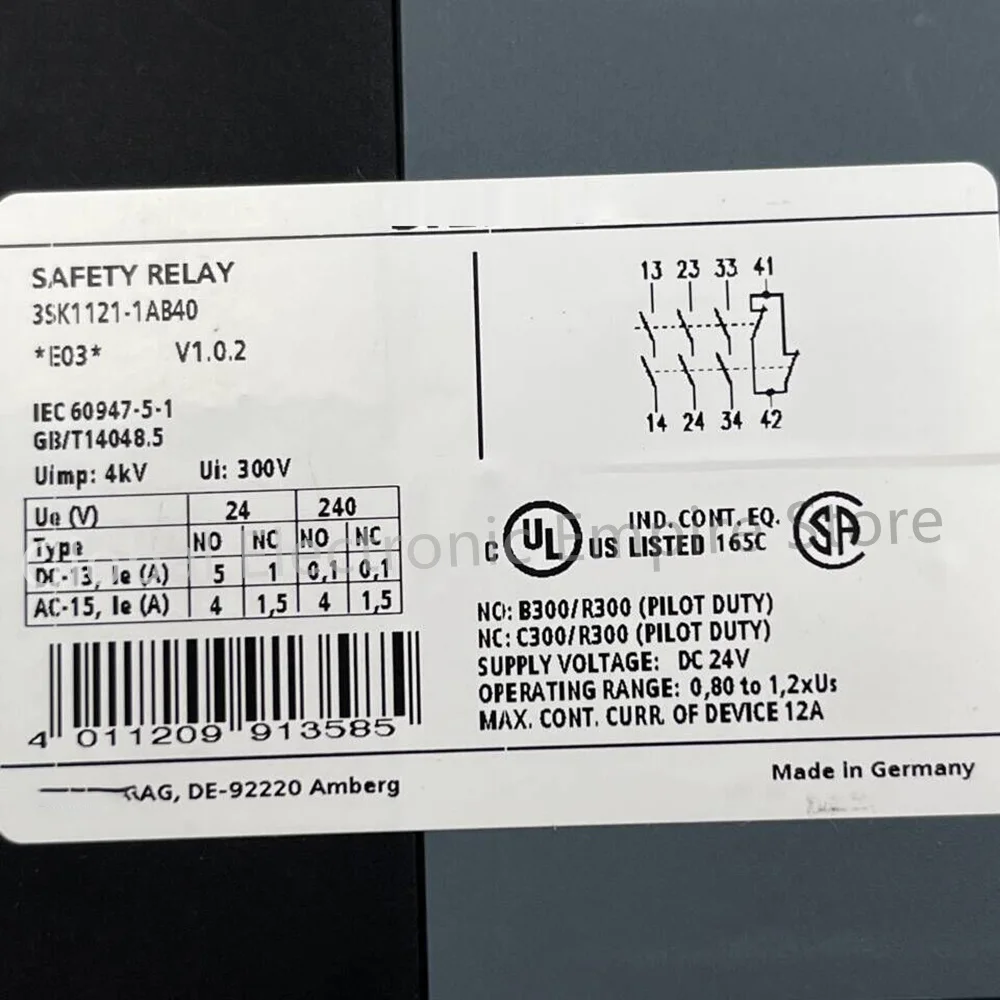 SAFETY RELAY
3SK1121-1AB40
*E03* V1.0.2
IEC 60947-5-1
GB/T14048.5
Uimp: 4kV Ui: 300V
Ue (V) 24 240
Type NO NC NO NC
DC-13, Ie (A) 5 1 0,1 0,1
AC-15, Ie (A) 4 1,5 4 1,5
4 011209 913585
13 23 33 41
14 24 34 42
C UL US IND. CONT. EQ.
LISTED 165C
SA
NO: B300/R300 (PILOT DUTY)
NC: C300/R300 (PILOT DUTY)
SUPPLY VOLTAGE: DC 24V
OPERATING RANGE: 0,80 to 1,2xUs
MAX. CONT. CURR. OF DEVICE 12A
AG, DE-92220 Amberg
Made in Germany
Electronic Empire Store